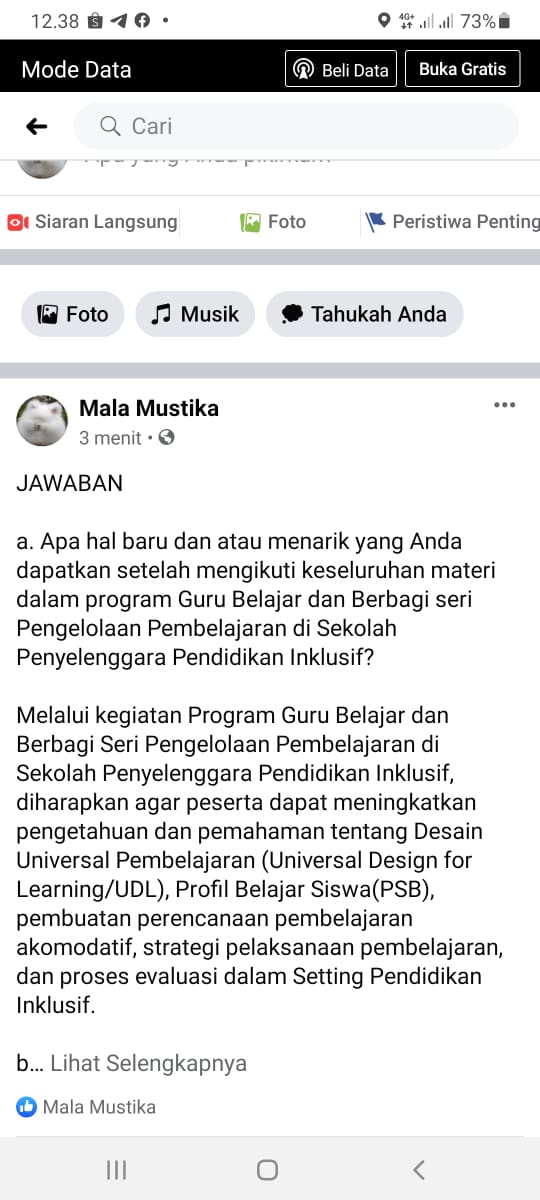 12.38 4G+ 73%
Mode Data Beli Data Buka Gratis
Cari
Siaran Langsung Foto Peristiwa Penting
Foto Musik Tahukah Anda
Mala Mustika
3 menit •
JAWABAN
a. Apa hal baru dan atau menarik yang Anda
dapatkan setelah mengikuti keseluruhan materi
dalam program Guru Belajar dan Berbagi seri
Pengelolaan Pembelajaran di Sekolah
Penyelenggara Pendidikan Inklusif?
Melalui kegiatan Program Guru Belajar dan
Berbagi Seri Pengelolaan Pembelajaran di
Sekolah Penyelenggara Pendidikan Inklusif,
diharapkan agar peserta dapat meningkatkan
pengetahuan dan pemahaman tentang Desain
Universal Pembelajaran (Universal Design for
Learning/UDL), Profil Belajar Siswa(PSB),
pembuatan perencanaan pembelajaran
akomodatif, strategi pelaksanaan pembelajaran,
dan proses evaluasi dalam Setting Pendidikan
Inklusif.
b... Lihat Selengkapnya
Mala Mustika